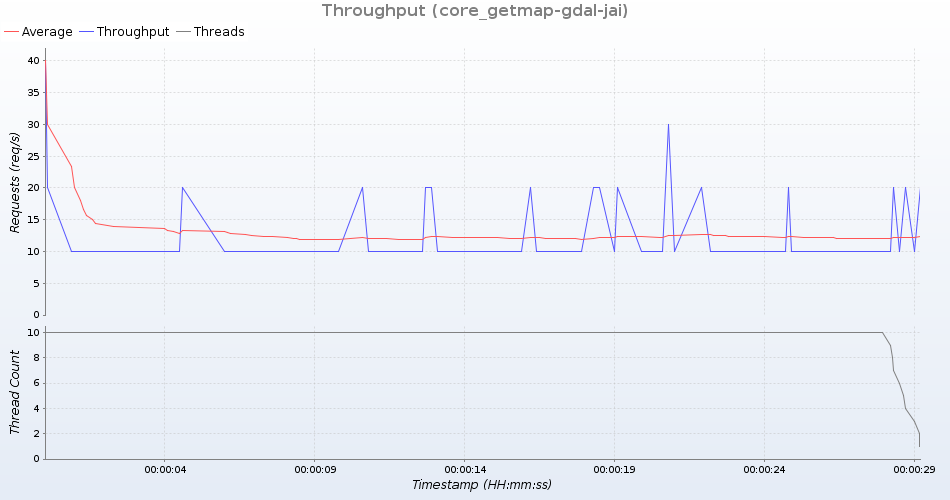 Throughput (core_getmap-gdal-jai)
Average Throughput Threads
40
35
30
25
20
15
10
5
0
Requests (req/s)
10
8
6
4
2
0
Thread Count
00:00:04 00:00:09 00:00:14 00:00:19 00:00:24 00:00:29
Timestamp (HH:mm:ss)